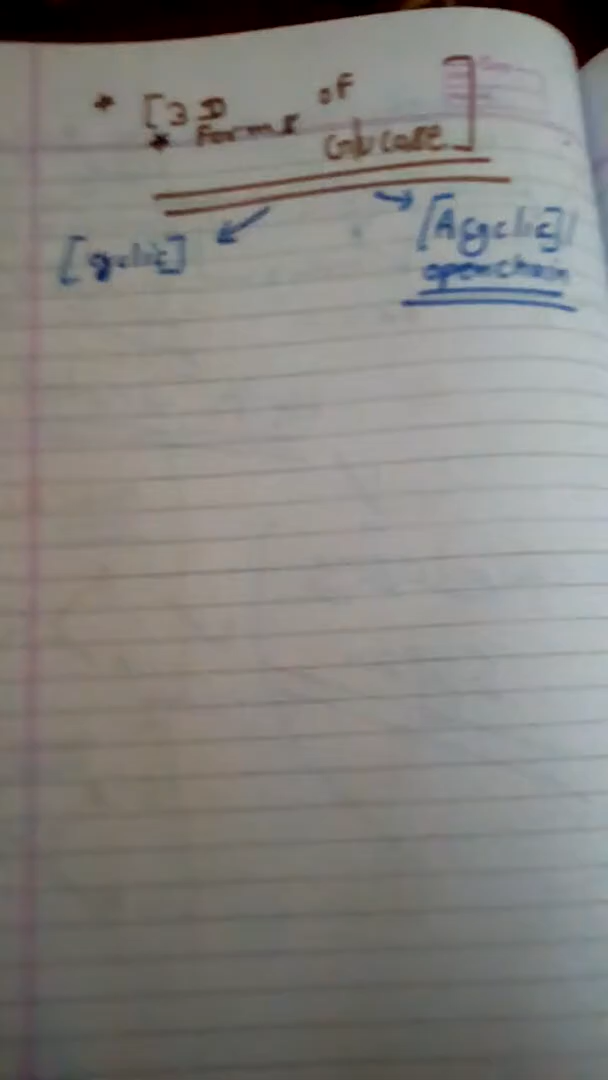 * [3D of
* Forms Glucose]
[cyclic] [Acyclic]/
openchain